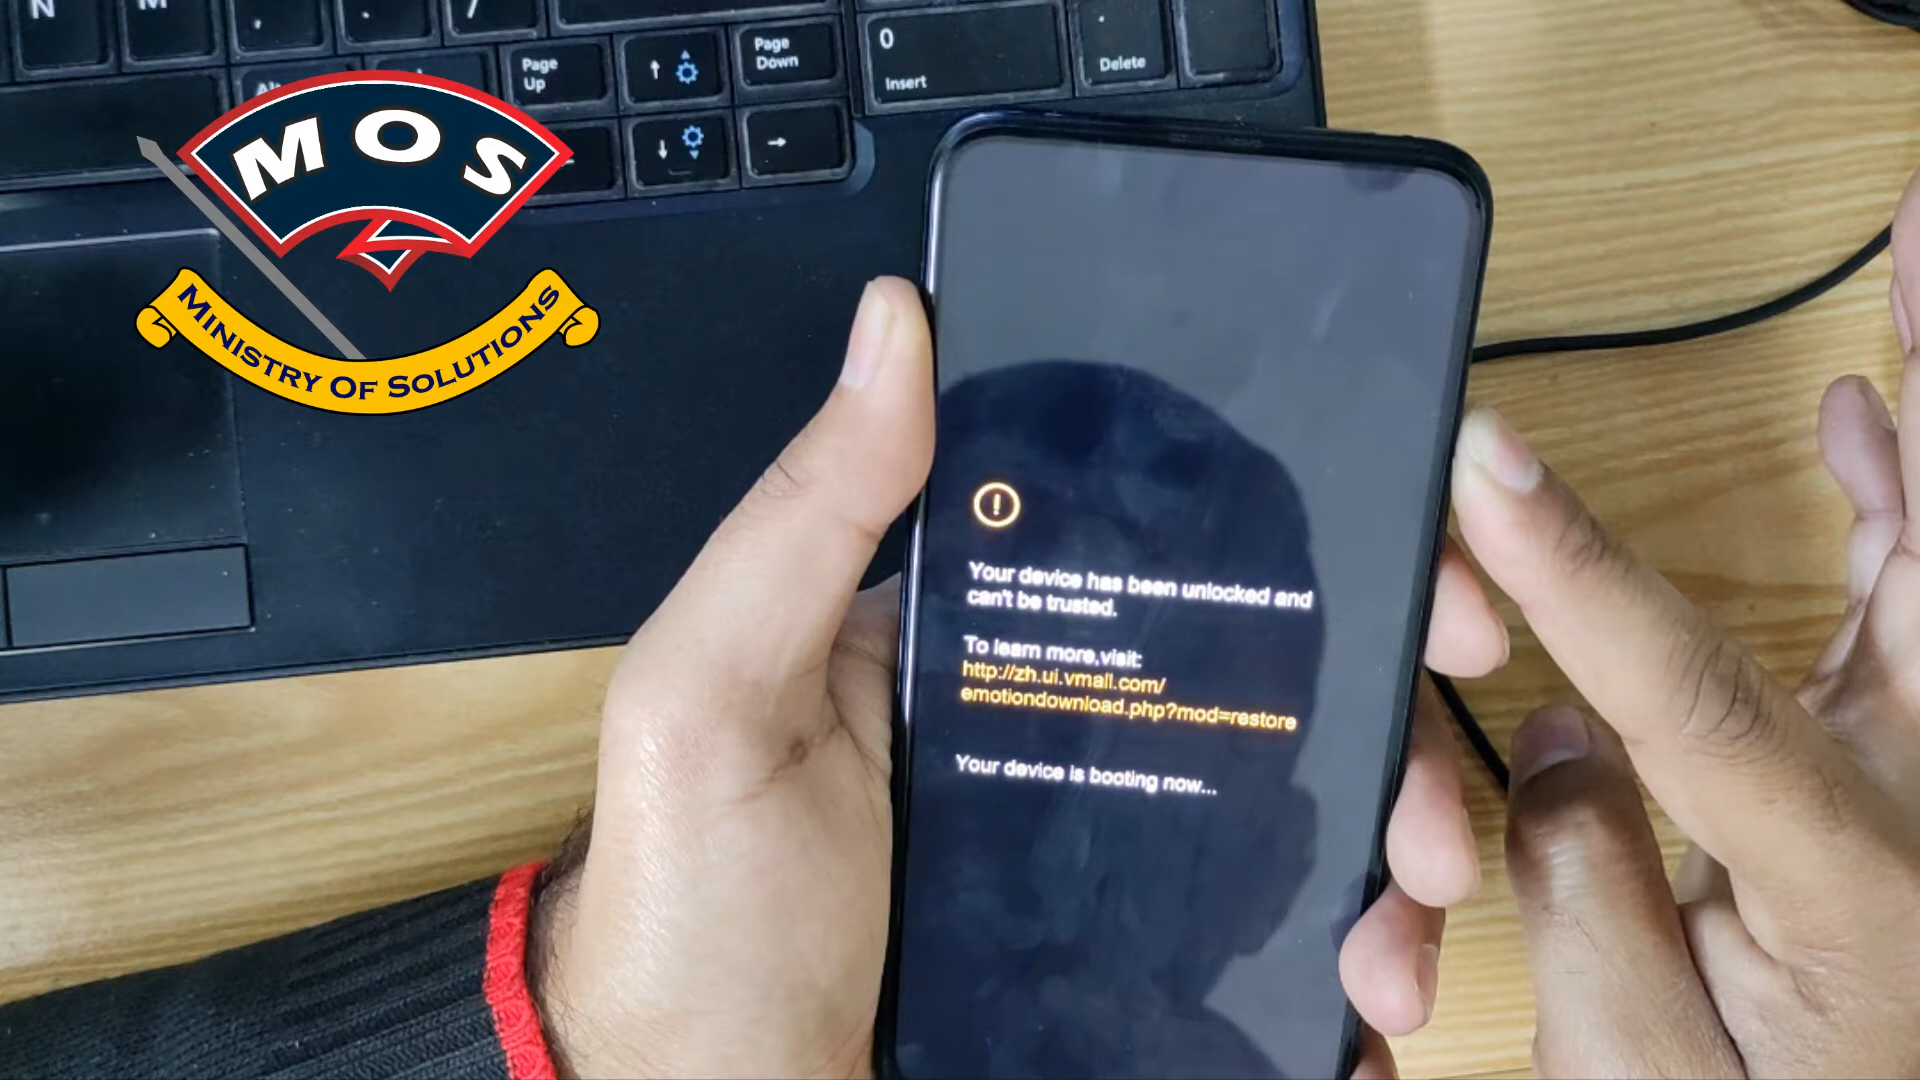 N
M
,
.
/
Page
Up
Page
Down
0
Insert
.
Delete
MOS
MINISTRY OF SOLUTIONS
Your device has been unlocked and
can't be trusted.
To learn more,visit:
http://zh.ui.vmall.com/
emotiondownload.php?mod=restore
Your device is booting now...